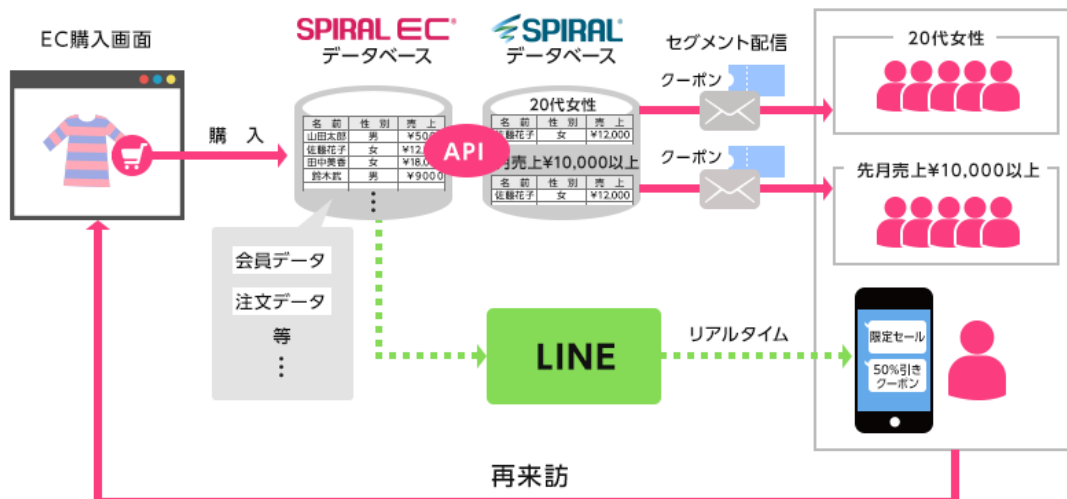 EC購入画面
購 入
SPIRAL EC®
データベース
名 前 性 別 売 上
山田太郎 男
佐藤花子 女
田中美香 女
鈴木武 男 ¥9000
⋮
会員データ
注文データ
等
⋮
API
SPIRAL®
データベース
20代女性
名 前 性 別 売 上
佐藤花子 女 ¥12,000
月売上¥10,000以上
名 前 性 別 売 上
佐藤花子 女 ¥12,000
セグメント配信
クーポン
クーポン
20代女性
先月売上¥10,000以上
LINE
リアルタイム
限定セール
50%引き
クーポン
再来訪